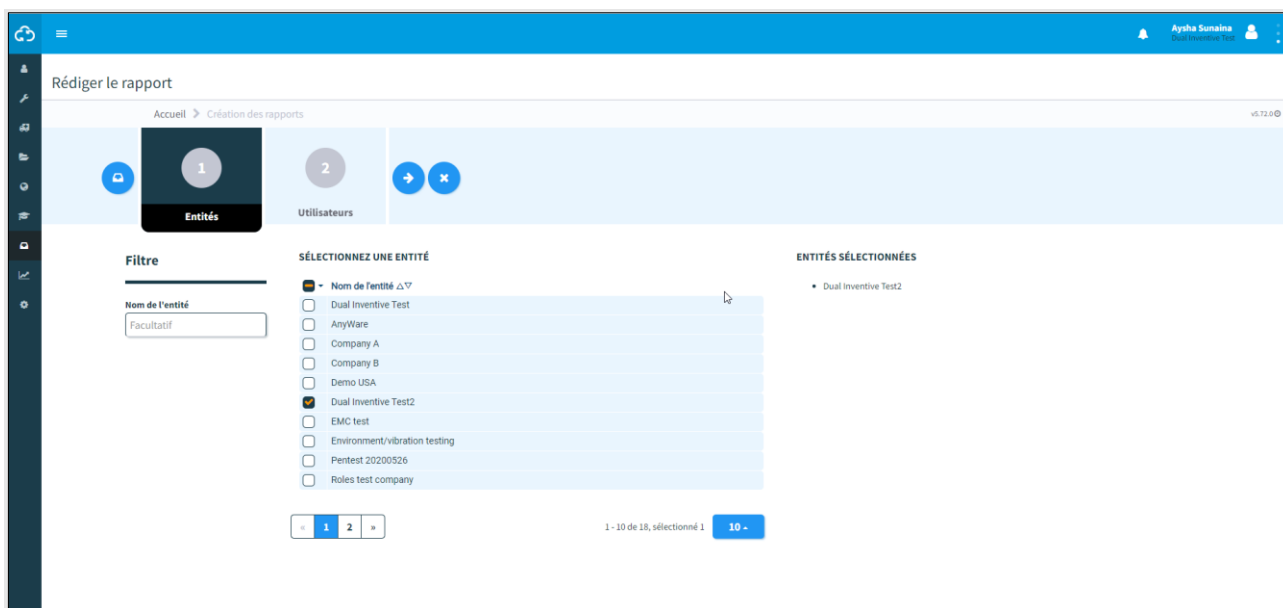 Aysha Sunaina
Dual Inventive Test
Rédiger le rapport
Accueil Création des rapports
v5.72.0
1
Entités
2
Utilisateurs
Filtre
Nom de l'entité
Facultatif
SÉLECTIONNEZ UNE ENTITÉ
Nom de l'entité △▽
Dual Inventive Test
AnyWare
Company A
Company B
Demo USA
Dual Inventive Test2
EMC test
Environment/vibration testing
Pentest 20200526
Roles test company
« 1 2 »
1 - 10 de 18, sélectionné 1
10
ENTITÉS SÉLECTIONNÉES
• Dual Inventive Test2